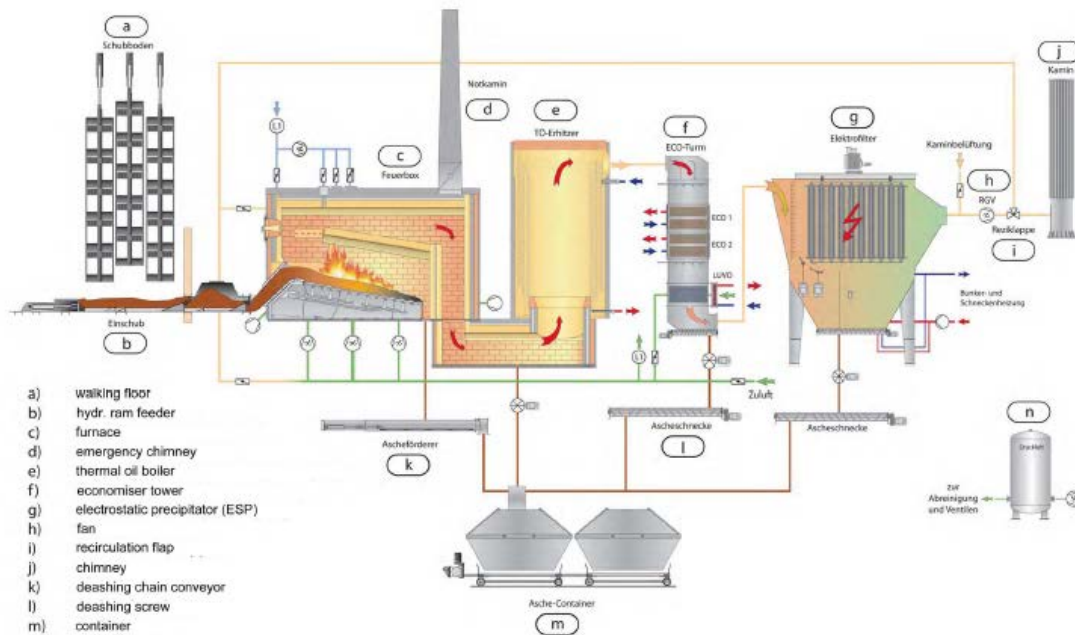 a
Schubboden
Notkamin
d
e
TO-Erhitzer
f
ECO-Turm
g
Elektrofilter
j
Kamin
Kaminbelüftung
h
RGV
Reziklappe
i
L1
c
Feuerbox
ECO 1
ECO 2
LUVO
L1
Bunker- und
Schneckenheizung
Einschub
b
Zuluft
Ascheförderer
k
Ascheschnecke
l
Ascheschnecke
n
Druckluft
zur
Abreinigung
und Ventilen
Asche-Container
m
a) walking floor
b) hydr. ram feeder
c) furnace
d) emergency chimney
e) thermal oil boiler
f) economiser tower
g) electrostatic precipitator (ESP)
h) fan
i) recirculation flap
j) chimney
k) deashing chain conveyor
l) deashing screw
m) container